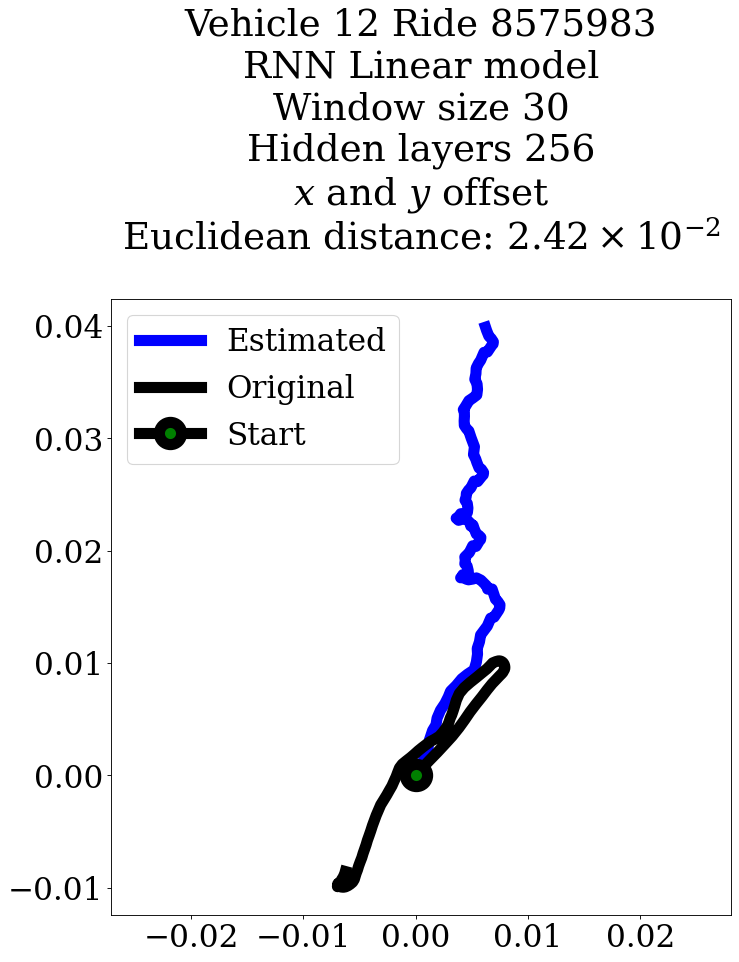 Vehicle 12 Ride 8575983
RNN Linear model
Window size 30
Hidden layers 256
x and y offset
Euclidean distance: 2.42 × 10⁻²
Estimated
Original
Start
0.04
0.03
0.02
0.01
0.00
−0.01
−0.02 −0.01 0.00 0.01 0.02